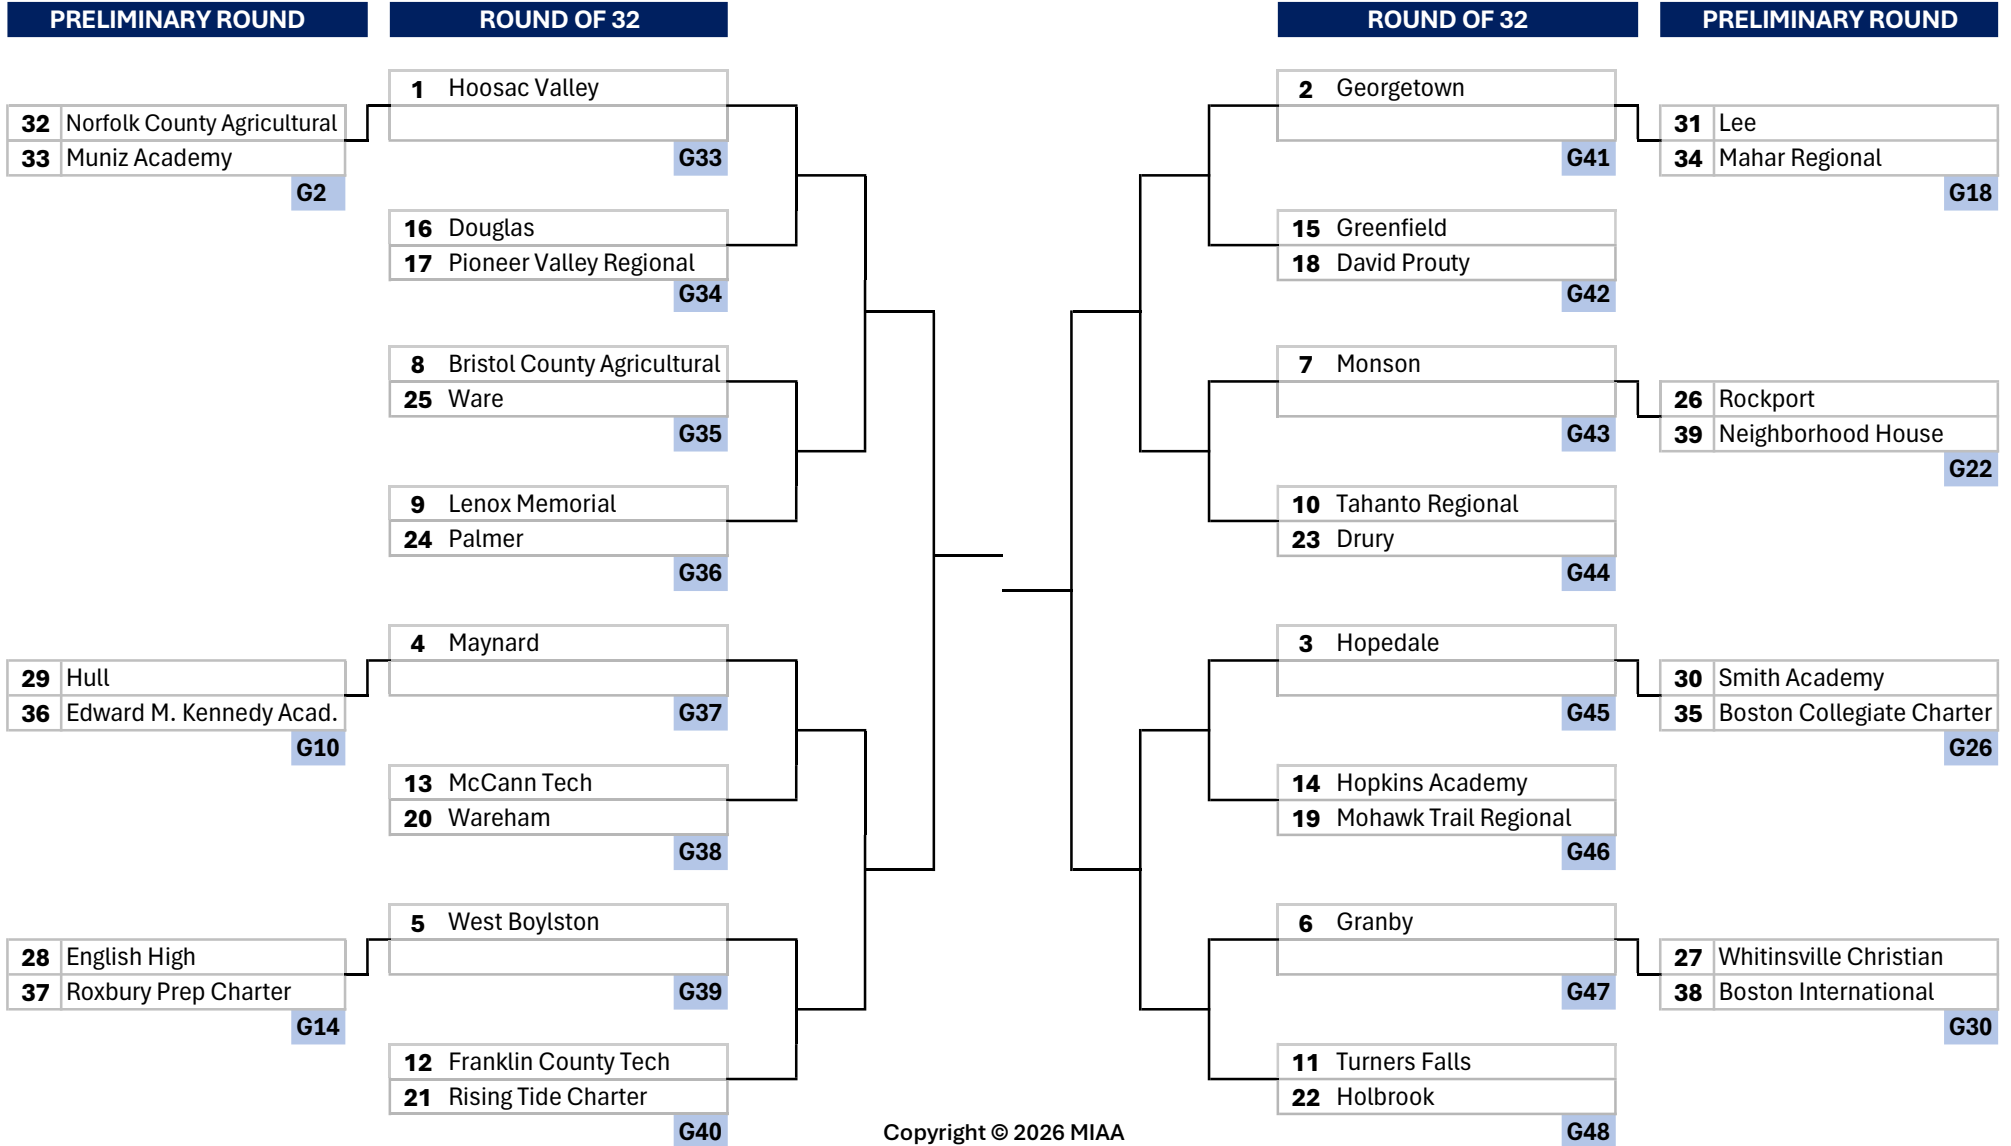 PRELIMINARY ROUND
ROUND OF 32
ROUND OF 32
PRELIMINARY ROUND
32 Norfolk County Agricultural
33 Muniz Academy
G2
29 Hull
36 Edward M. Kennedy Acad.
G10
28 English High
37 Roxbury Prep Charter
G14
1 Hoosac Valley
G33
16 Douglas
17 Pioneer Valley Regional
G34
8 Bristol County Agricultural
25 Ware
G35
9 Lenox Memorial
24 Palmer
G36
4 Maynard
G37
13 McCann Tech
20 Wareham
G38
5 West Boylston
G39
12 Franklin County Tech
21 Rising Tide Charter
G40
2 Georgetown
G41
15 Greenfield
18 David Prouty
G42
7 Monson
G43
10 Tahanto Regional
23 Drury
G44
3 Hopedale
G45
14 Hopkins Academy
19 Mohawk Trail Regional
G46
6 Granby
G47
11 Turners Falls
22 Holbrook
G48
31 Lee
34 Mahar Regional
G18
26 Rockport
39 Neighborhood House
G22
30 Smith Academy
35 Boston Collegiate Charter
G26
27 Whitinsville Christian
38 Boston International
G30
Copyright © 2026 MIAA